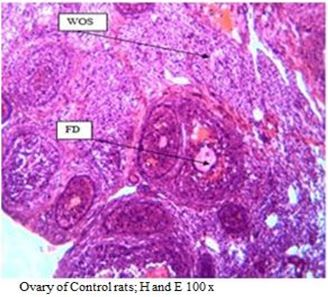 WOS
FD
Ovary of Control rats; H and E 100 x